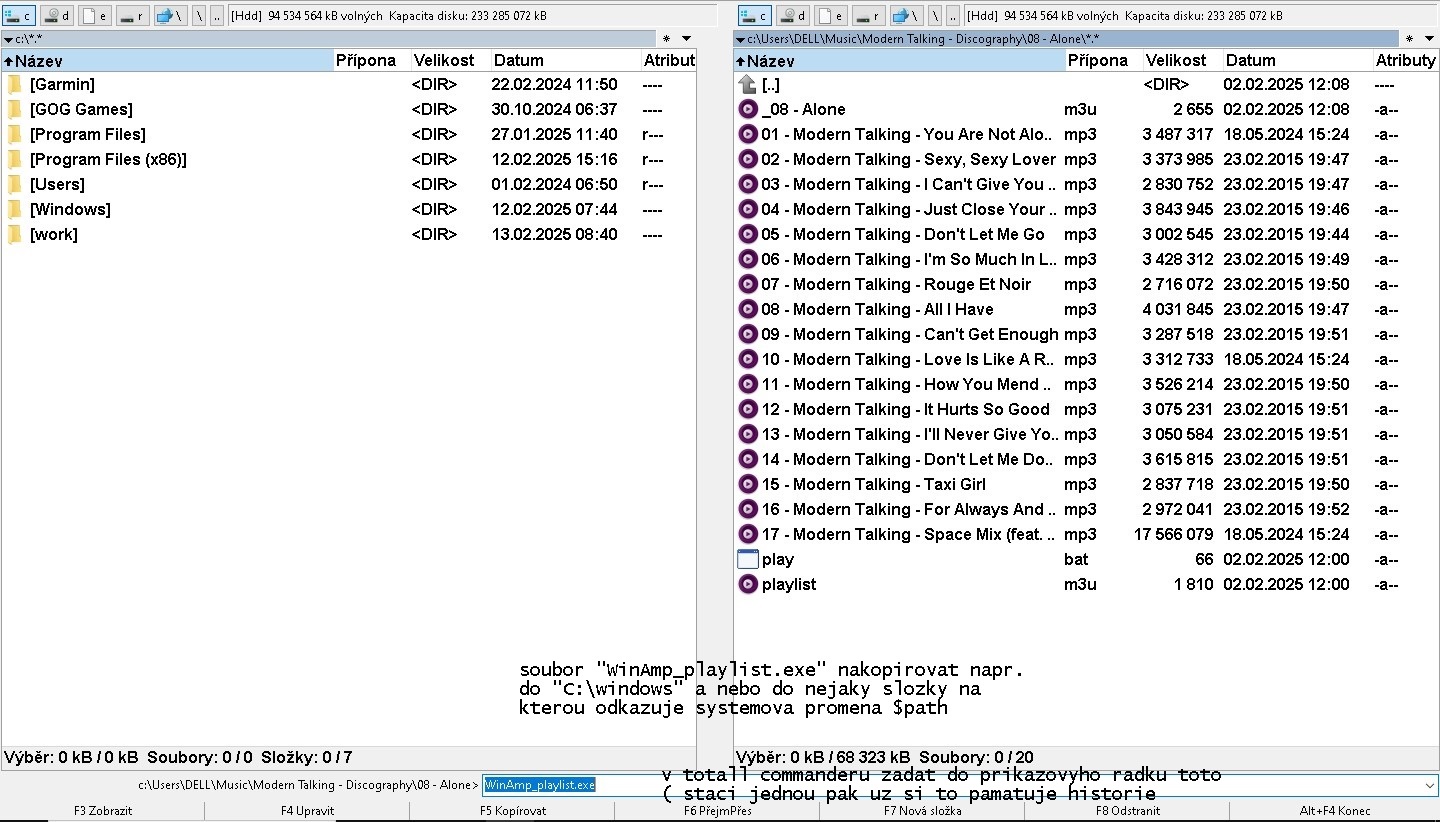 c d e r \ \ .. [Hdd] 94 534 564 kB volných Kapacita disku: 233 285 072 kB
c:\*.* * 
Název Přípona Velikost Datum Atribut
[Garmin] <DIR> 22.02.2024 11:50 ----
[GOG Games] <DIR> 30.10.2024 06:37 ----
[Program Files] <DIR> 27.01.2025 11:40 r---
[Program Files (x86)] <DIR> 12.02.2025 15:16 r---
[Users] <DIR> 01.02.2024 06:50 r---
[Windows] <DIR> 12.02.2025 07:44 ----
[work] <DIR> 13.02.2025 08:40 ----
Výběr: 0 kB / 0 kB Soubory: 0 / 0 Složky: 0 / 7
c d e r \ \ .. [Hdd] 94 534 564 kB volných Kapacita disku: 233 285 072 kB
c:\Users\DELL\Music\Modern Talking - Discography\08 - Alone\*.* *
Název Přípona Velikost Datum Atributy
[..] <DIR> 02.02.2025 12:08 ----
_08 - Alone m3u 2 655 02.02.2025 12:08 -a--
01 - Modern Talking - You Are Not Alo.. mp3 3 487 317 18.05.2024 15:24 -a--
02 - Modern Talking - Sexy, Sexy Lover mp3 3 373 985 23.02.2015 19:47 -a--
03 - Modern Talking - I Can't Give You .. mp3 2 830 752 23.02.2015 19:47 -a--
04 - Modern Talking - Just Close Your .. mp3 3 843 945 23.02.2015 19:46 -a--
05 - Modern Talking - Don't Let Me Go mp3 3 002 545 23.02.2015 19:44 -a--
06 - Modern Talking - I'm So Much In L.. mp3 3 428 312 23.02.2015 19:49 -a--
07 - Modern Talking - Rouge Et Noir mp3 2 716 072 23.02.2015 19:50 -a--
08 - Modern Talking - All I Have mp3 4 031 845 23.02.2015 19:47 -a--
09 - Modern Talking - Can't Get Enough mp3 3 287 518 23.02.2015 19:51 -a--
10 - Modern Talking - Love Is Like A R.. mp3 3 312 733 18.05.2024 15:24 -a--
11 - Modern Talking - How You Mend .. mp3 3 526 214 23.02.2015 19:50 -a--
12 - Modern Talking - It Hurts So Good mp3 3 075 231 23.02.2015 19:51 -a--
13 - Modern Talking - I'll Never Give Yo.. mp3 3 050 584 23.02.2015 19:51 -a--
14 - Modern Talking - Don't Let Me Do.. mp3 3 615 815 23.02.2015 19:51 -a--
15 - Modern Talking - Taxi Girl mp3 2 837 718 23.02.2015 19:50 -a--
16 - Modern Talking - For Always And .. mp3 2 972 041 23.02.2015 19:52 -a--
17 - Modern Talking - Space Mix (feat. .. mp3 17 566 079 18.05.2024 15:24 -a--
play bat 66 02.02.2025 12:00 -a--
playlist m3u 1 810 02.02.2025 12:00 -a--
soubor "WinAmp_playlist.exe" nakopirovat napr.
do "C:\windows" a nebo do nejaky slozky na
kterou odkazuje systemova promena $path
Výběr: 0 kB / 68 323 kB Soubory: 0 / 20
v totall commanderu zadat do prikazovyho radku toto
( staci jednou pak uz si to pamatuje historie
c:\Users\DELL\Music\Modern Talking - Discography\08 - Alone> WinAmp_playlist.exe
F3 Zobrazit F4 Upravit F5 Kopírovat F6 PřejmPřes F7 Nová složka F8 Odstranit Alt+F4 Konec